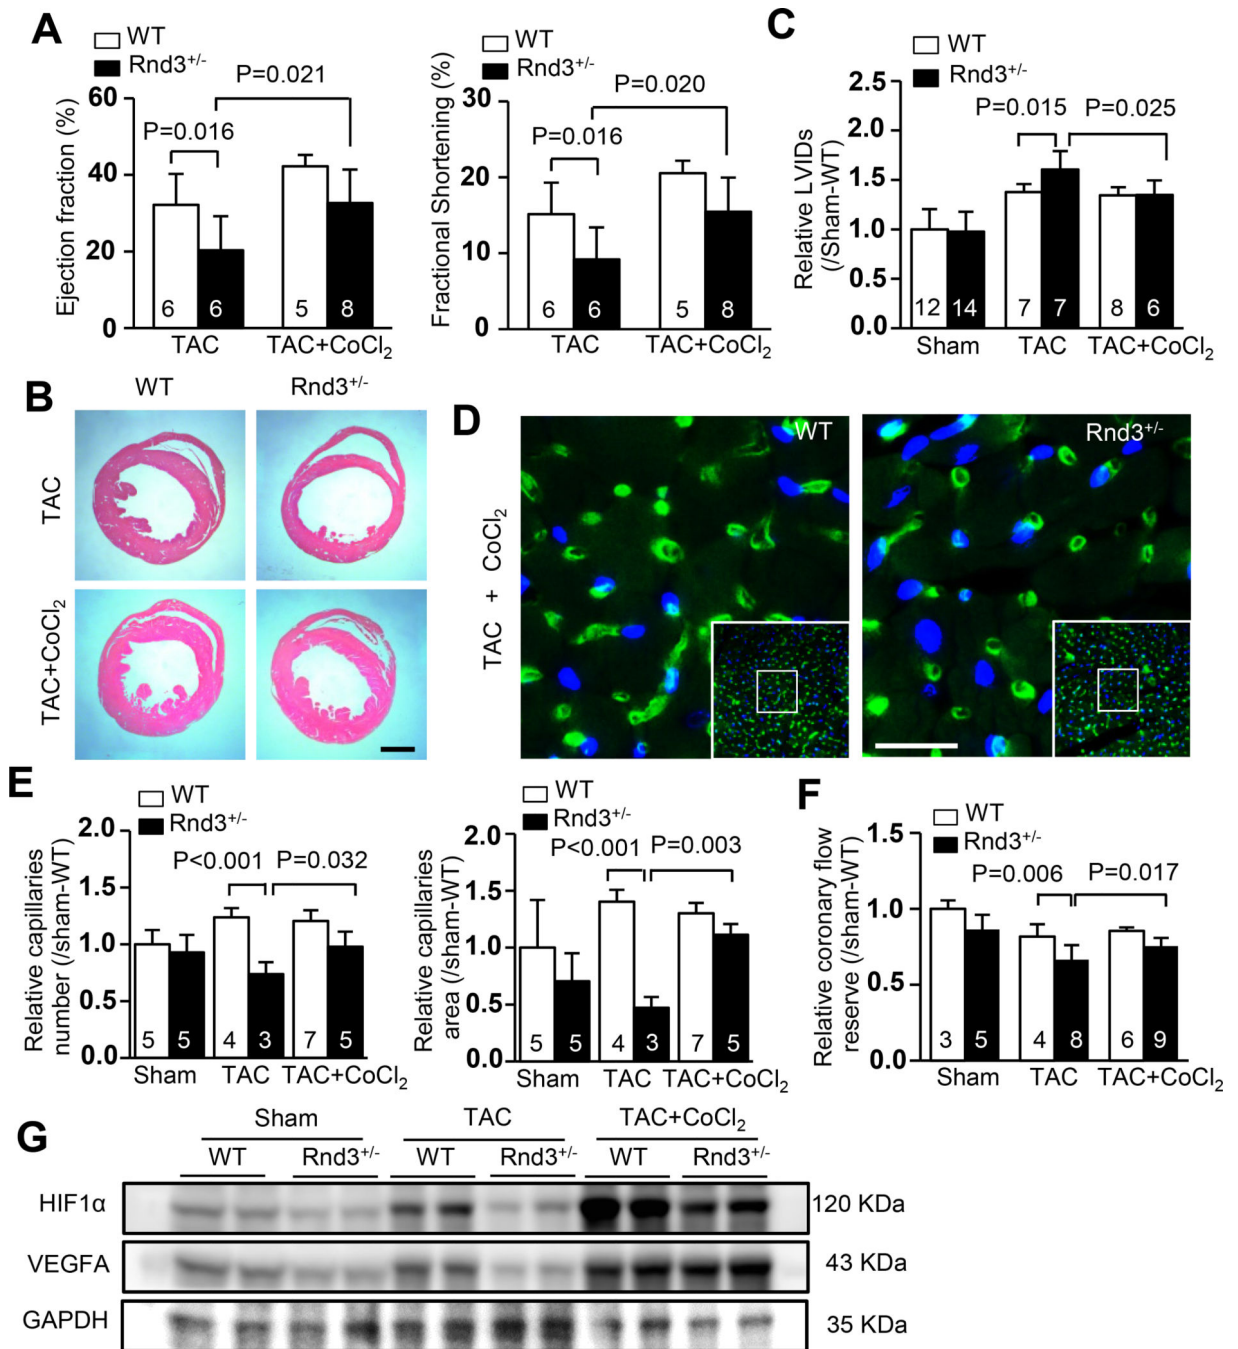 A
WT
Rnd3+/-
Ejection fraction (%)
60
40
20
0
P=0.016
P=0.021
6
6
5
8
TAC
TAC+CoCl2
WT
Rnd3+/-
Fractional Shortening (%)
30
20
10
0
P=0.016
P=0.020
6
6
5
8
TAC
TAC+CoCl2
C
WT
Rnd3+/-
Relative LVIDs
(/Sham-WT)
2.5
2.0
1.5
1.0
0.5
0.0
P=0.015
P=0.025
12
14
7
7
8
6
Sham
TAC
TAC+CoCl2
B
WT
Rnd3+/-
TAC
TAC+CoCl2
D
TAC + CoCl2
WT
Rnd3+/-
E
WT
Rnd3+/-
Relative capillaries
number (/sham-WT)
2.0
1.5
1.0
0.5
0.0
P<0.001
P=0.032
5
5
4
3
7
5
Sham
TAC
TAC+CoCl2
WT
Rnd3+/-
Relative capillaries
area (/sham-WT)
2.0
1.5
1.0
0.5
0.0
P<0.001
P=0.003
5
5
4
3
7
5
Sham
TAC
TAC+CoCl2
F
WT
Rnd3+/-
Relative coronary flow
reserve (/sham-WT)
1.5
1.0
0.5
0.0
P=0.006
P=0.017
3
5
4
8
6
9
Sham
TAC
TAC+CoCl2
G
Sham TAC TAC+CoCl2
WT Rnd3+/- WT Rnd3+/- WT Rnd3+/-
HIF1α 120 KDa
VEGFA 43 KDa
GAPDH 35 KDa